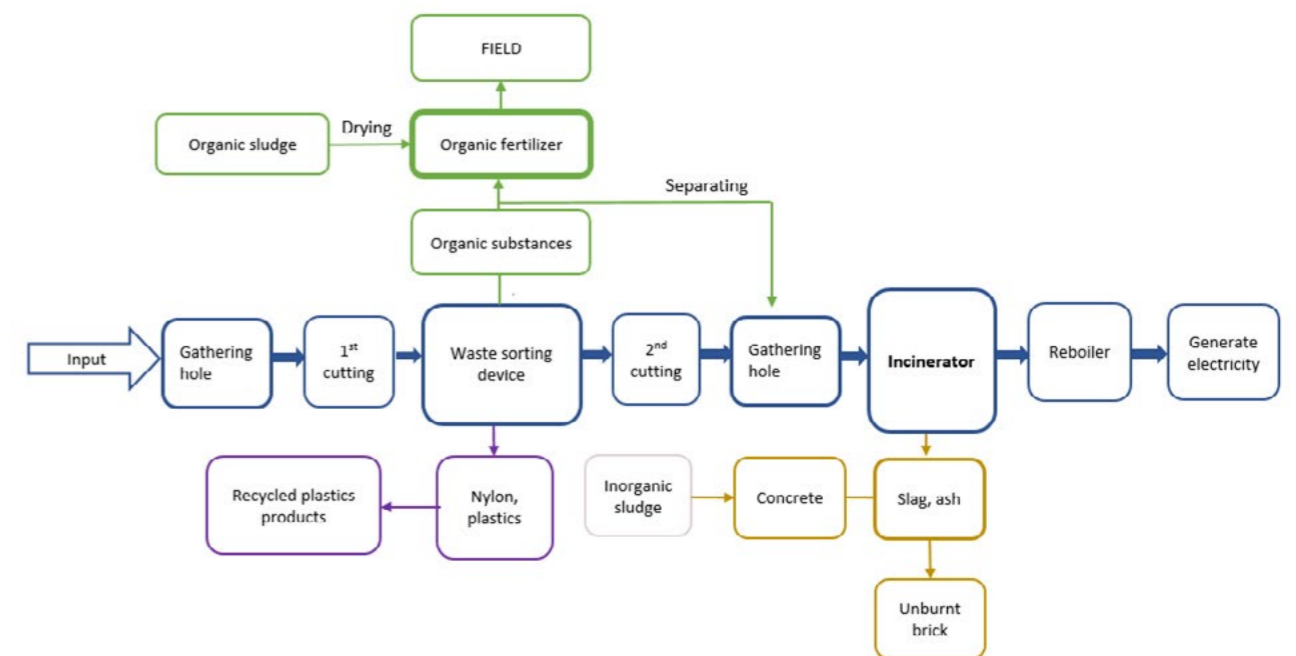 FIELD
Drying
Organic sludge
Organic fertilizer
Separating
Organic substances
Input
Gathering
hole
1st
cutting
Waste sorting
device
2nd
cutting
Gathering
hole
Incinerator
Reboiler
Generate
electricity
Recycled plastics
products
Nylon,
plastics
Inorganic
sludge
Concrete
Slag, ash
Unburnt
brick